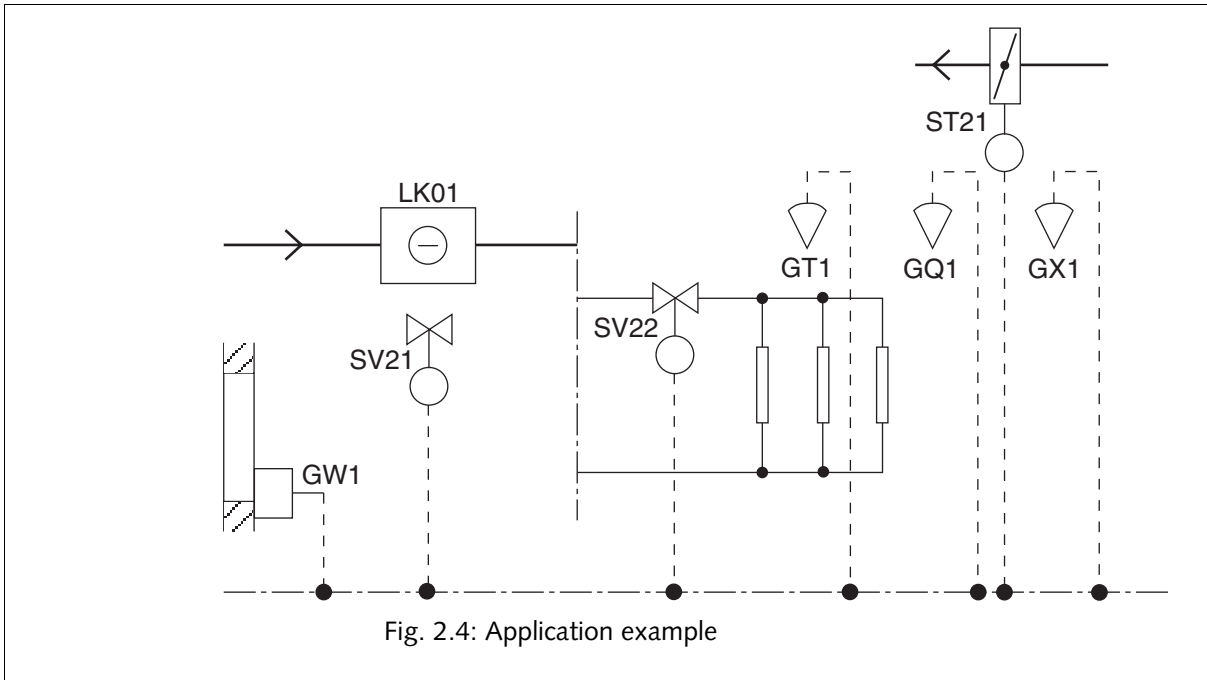 ST21
LK01
GT1
GQ1
GX1
SV22
SV21
GW1
Fig. 2.4: Application example